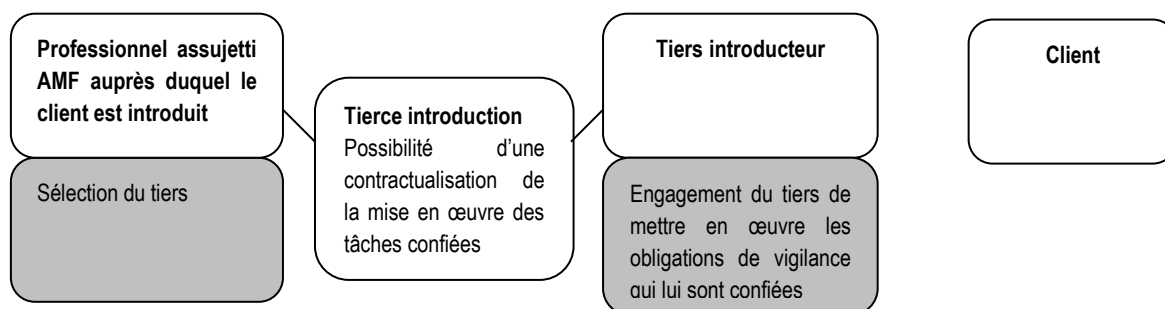 Professionnel assujetti
AMF auprès duquel le
client est introduit
Sélection du tiers
Tierce introduction
Possibilité d’une
contractualisation de
la mise en œuvre des
tâches confiées
Tiers introducteur
Engagement du tiers de
mettre en œuvre les
obligations de vigilance
qui lui sont confiées
Client